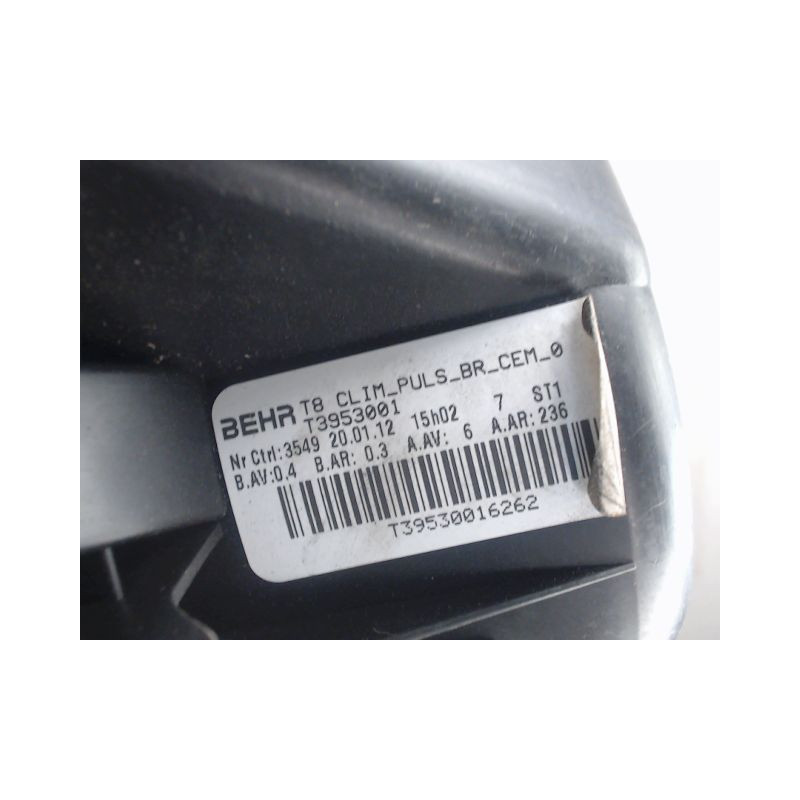 BEHR T8 CLIM_PULS_BR_CEM_0
T3953001
Nr Ctrl:3549 20.01.12 15h02 7 ST1
B.AV:0.4 B.AR: 0.3 A.AV: 6 A.AR:236
T39530016262